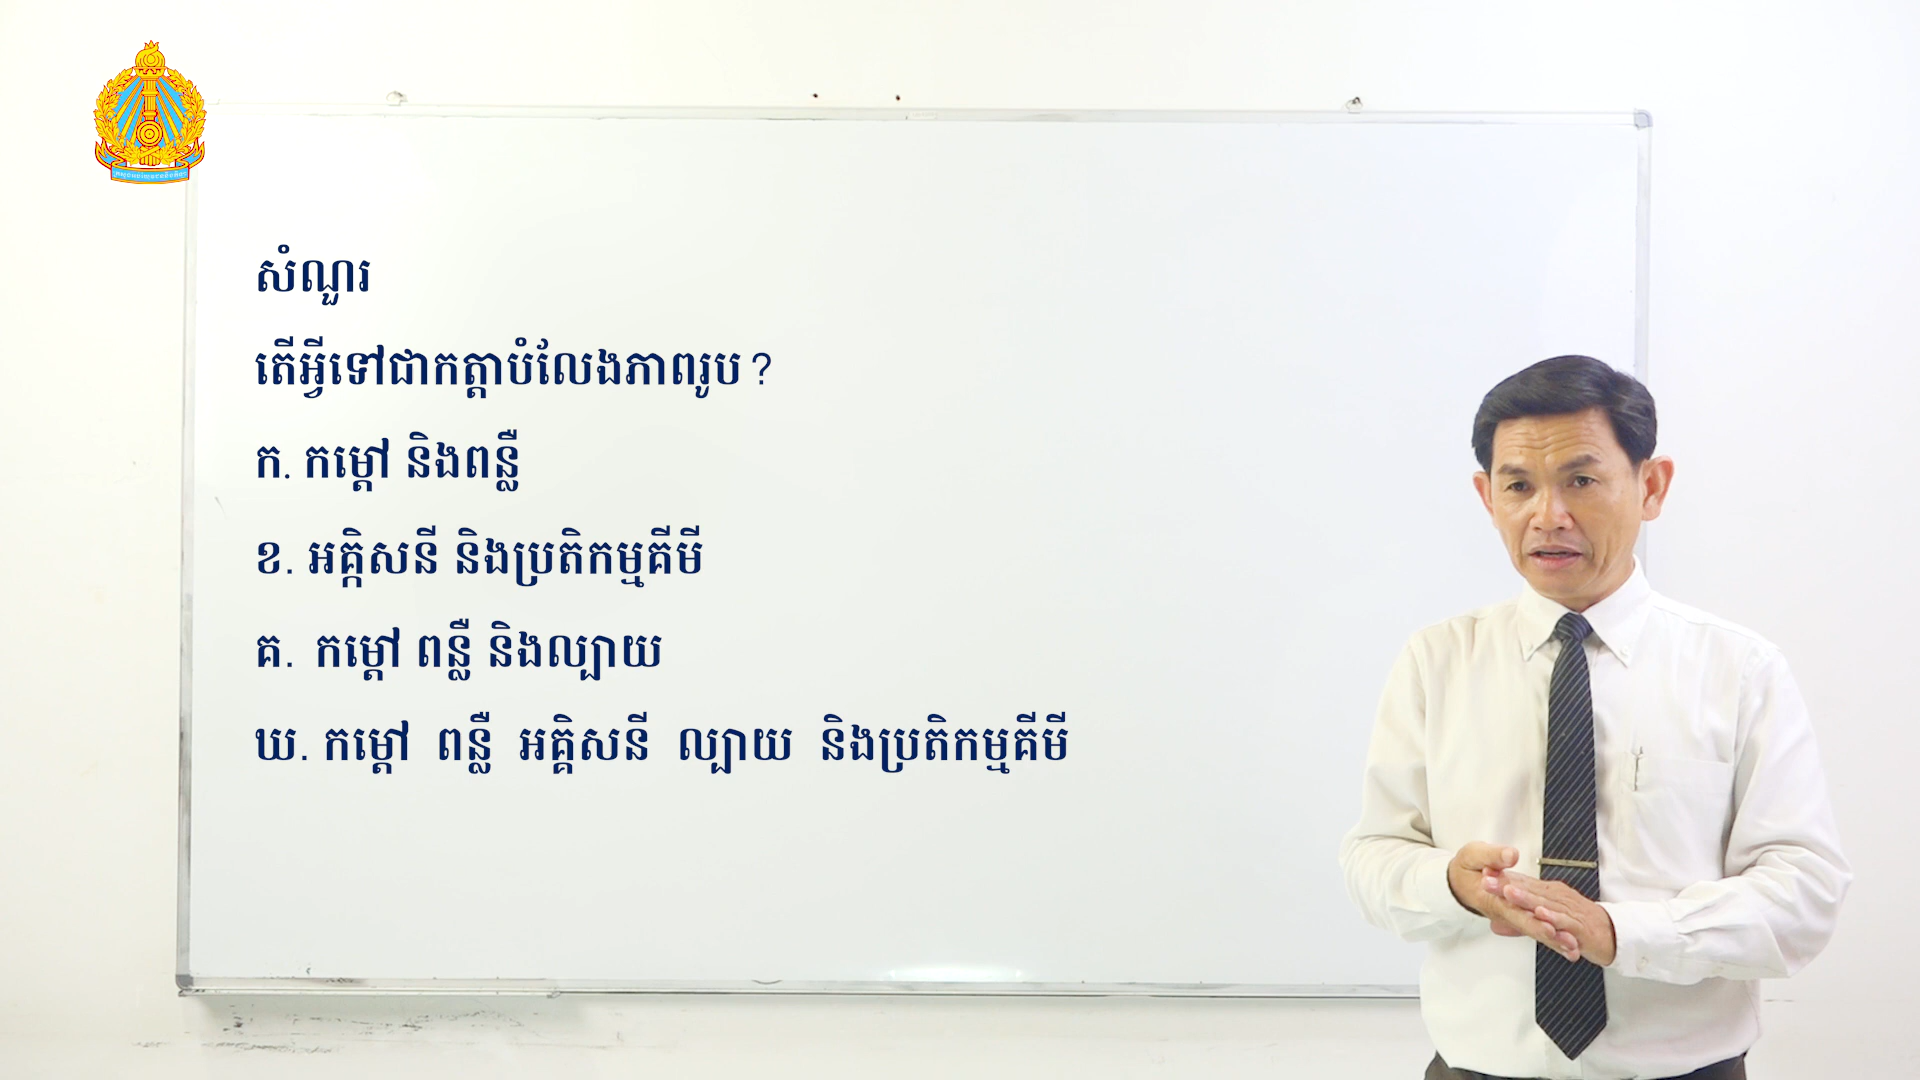 សំណួរ
តើអ្វីទៅជាកត្តាបំលែងភាពរូប ?
ក. កម្តៅ និងពន្លឺ
ខ. អគ្គិសនី និងប្រតិកម្មគីមី
គ. កម្តៅ ពន្លឺ និងល្បាយ
ឃ. កម្តៅ ពន្លឺ អគ្គិសនី ល្បាយ និងប្រតិកម្មគីមី